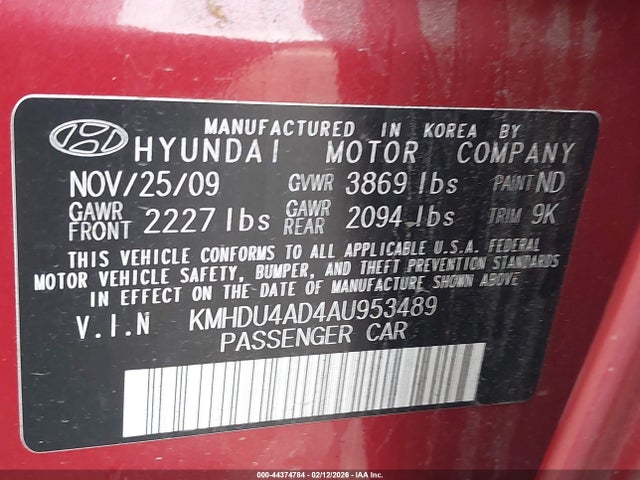 MANUFACTURED IN KOREA BY
HYUNDAI MOTOR COMPANY
NOV/25/09 GVWR 3869 lbs PAINT ND
GAWR FRONT 2227 lbs GAWR REAR 2094 lbs TRIM 9K
THIS VEHICLE CONFORMS TO ALL APPLICABLE U.S.A. FEDERAL
MOTOR VEHICLE SAFETY, BUMPER, AND THEFT PREVENTION STANDARDS
IN EFFECT ON THE DATE OF MANUFACTURE SHOWN ABOVE
V.I.N KMHDU4AD4AU953489
PASSENGER CAR
000-44374784 - 02/12/2026 - IAA Inc.